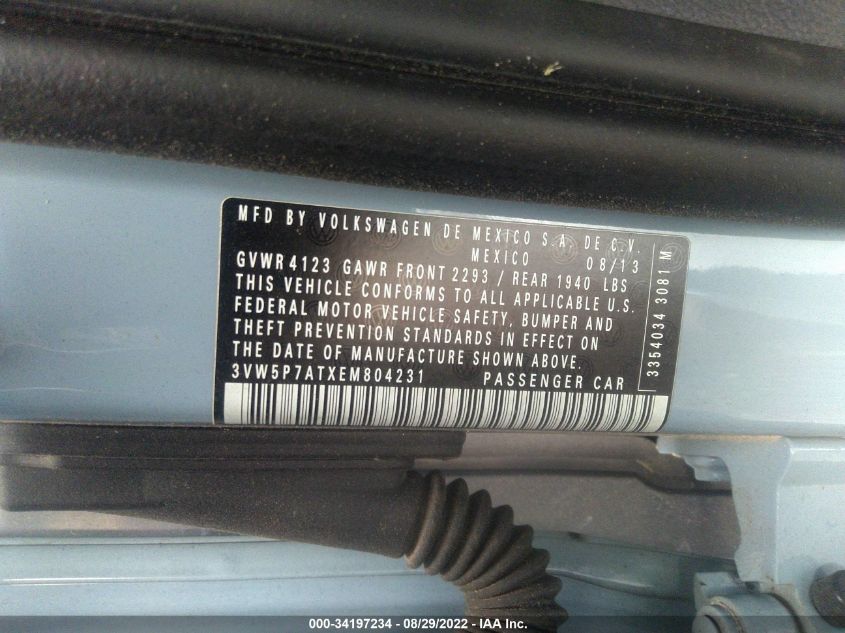 MFD BY VOLKSWAGEN DE MEXICO S.A. DE C.V.
MEXICO 08/13
GVWR 4123 GAWR FRONT 2293 / REAR 1940 LBS
THIS VEHICLE CONFORMS TO ALL APPLICABLE U.S.
FEDERAL MOTOR VEHICLE SAFETY, BUMPER AND
THEFT PREVENTION STANDARDS IN EFFECT ON
THE DATE OF MANUFACTURE SHOWN ABOVE.
3VW5P7ATXEM804231 PASSENGER CAR
3354034 3081 M
000-34197234 - 08/29/2022 - IAA Inc.